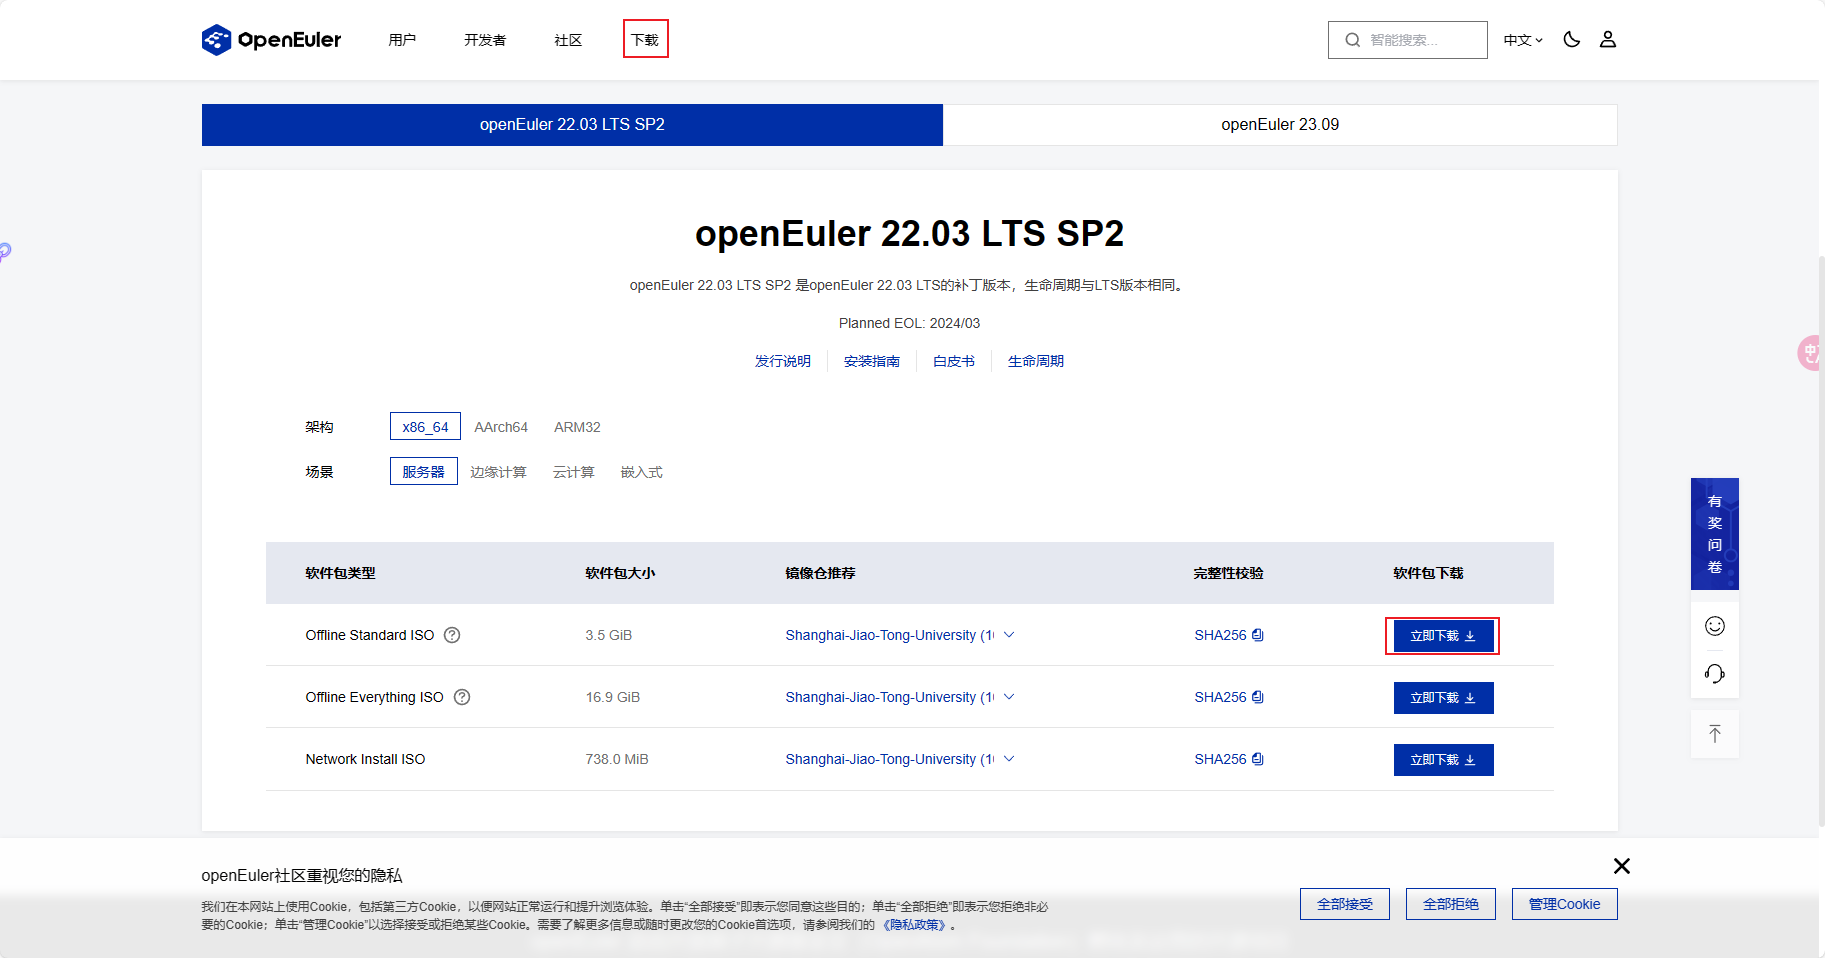 openEuler
用户
开发者
社区
下载
智能搜索...
中文
openEuler 22.03 LTS SP2
openEuler 23.09
openEuler 22.03 LTS SP2
openEuler 22.03 LTS SP2 是openEuler 22.03 LTS的补丁版本，生命周期与LTS版本相同。
Planned EOL: 2024/03
发行说明
安装指南
白皮书
生命周期
架构
x86_64
AArch64
ARM32
场景
服务器
边缘计算
云计算
嵌入式
软件包类型
软件包大小
镜像仓推荐
完整性校验
软件包下载
Offline Standard ISO
3.5 GiB
Shanghai-Jiao-Tong-University (1
SHA256
立即下载
Offline Everything ISO
16.9 GiB
Shanghai-Jiao-Tong-University (1
SHA256
立即下载
Network Install ISO
738.0 MiB
Shanghai-Jiao-Tong-University (1
SHA256
立即下载
有
奖
问
卷
openEuler社区重视您的隐私
我们在本网站上使用Cookie，包括第三方Cookie，以便网站正常运行和提升浏览体验。单击“全部接受”即表示您同意这些目的；单击“全部拒绝”即表示您拒绝非必
要的Cookie；单击“管理Cookie”以选择接受或拒绝某些Cookie。需要了解更多信息或随时更改您的Cookie首选项，请参阅我们的 《隐私政策》 。
全部接受
全部拒绝
管理Cookie